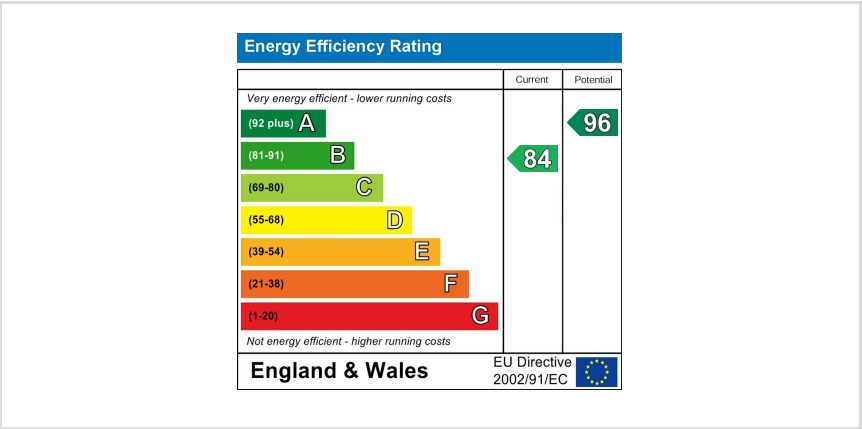 Energy Efficiency Rating
Current Potential
Very energy efficient - lower running costs
(92 plus) A
96
(81-91) B
84
(69-80) C
(55-68) D
(39-54) E
(21-38) F
(1-20) G
Not energy efficient - higher running costs
England & Wales
EU Directive
2002/91/EC